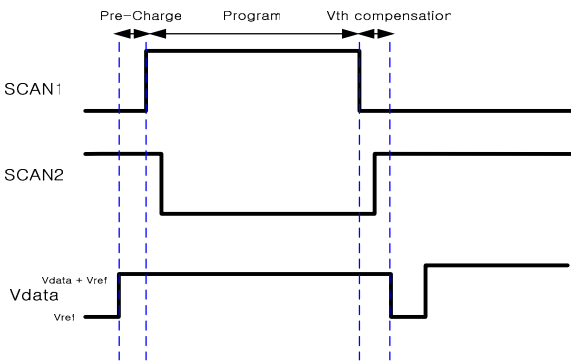 Pre-Charge Program Vth compensation
SCAN1
SCAN2
Vdata + Vref
Vdata
Vref